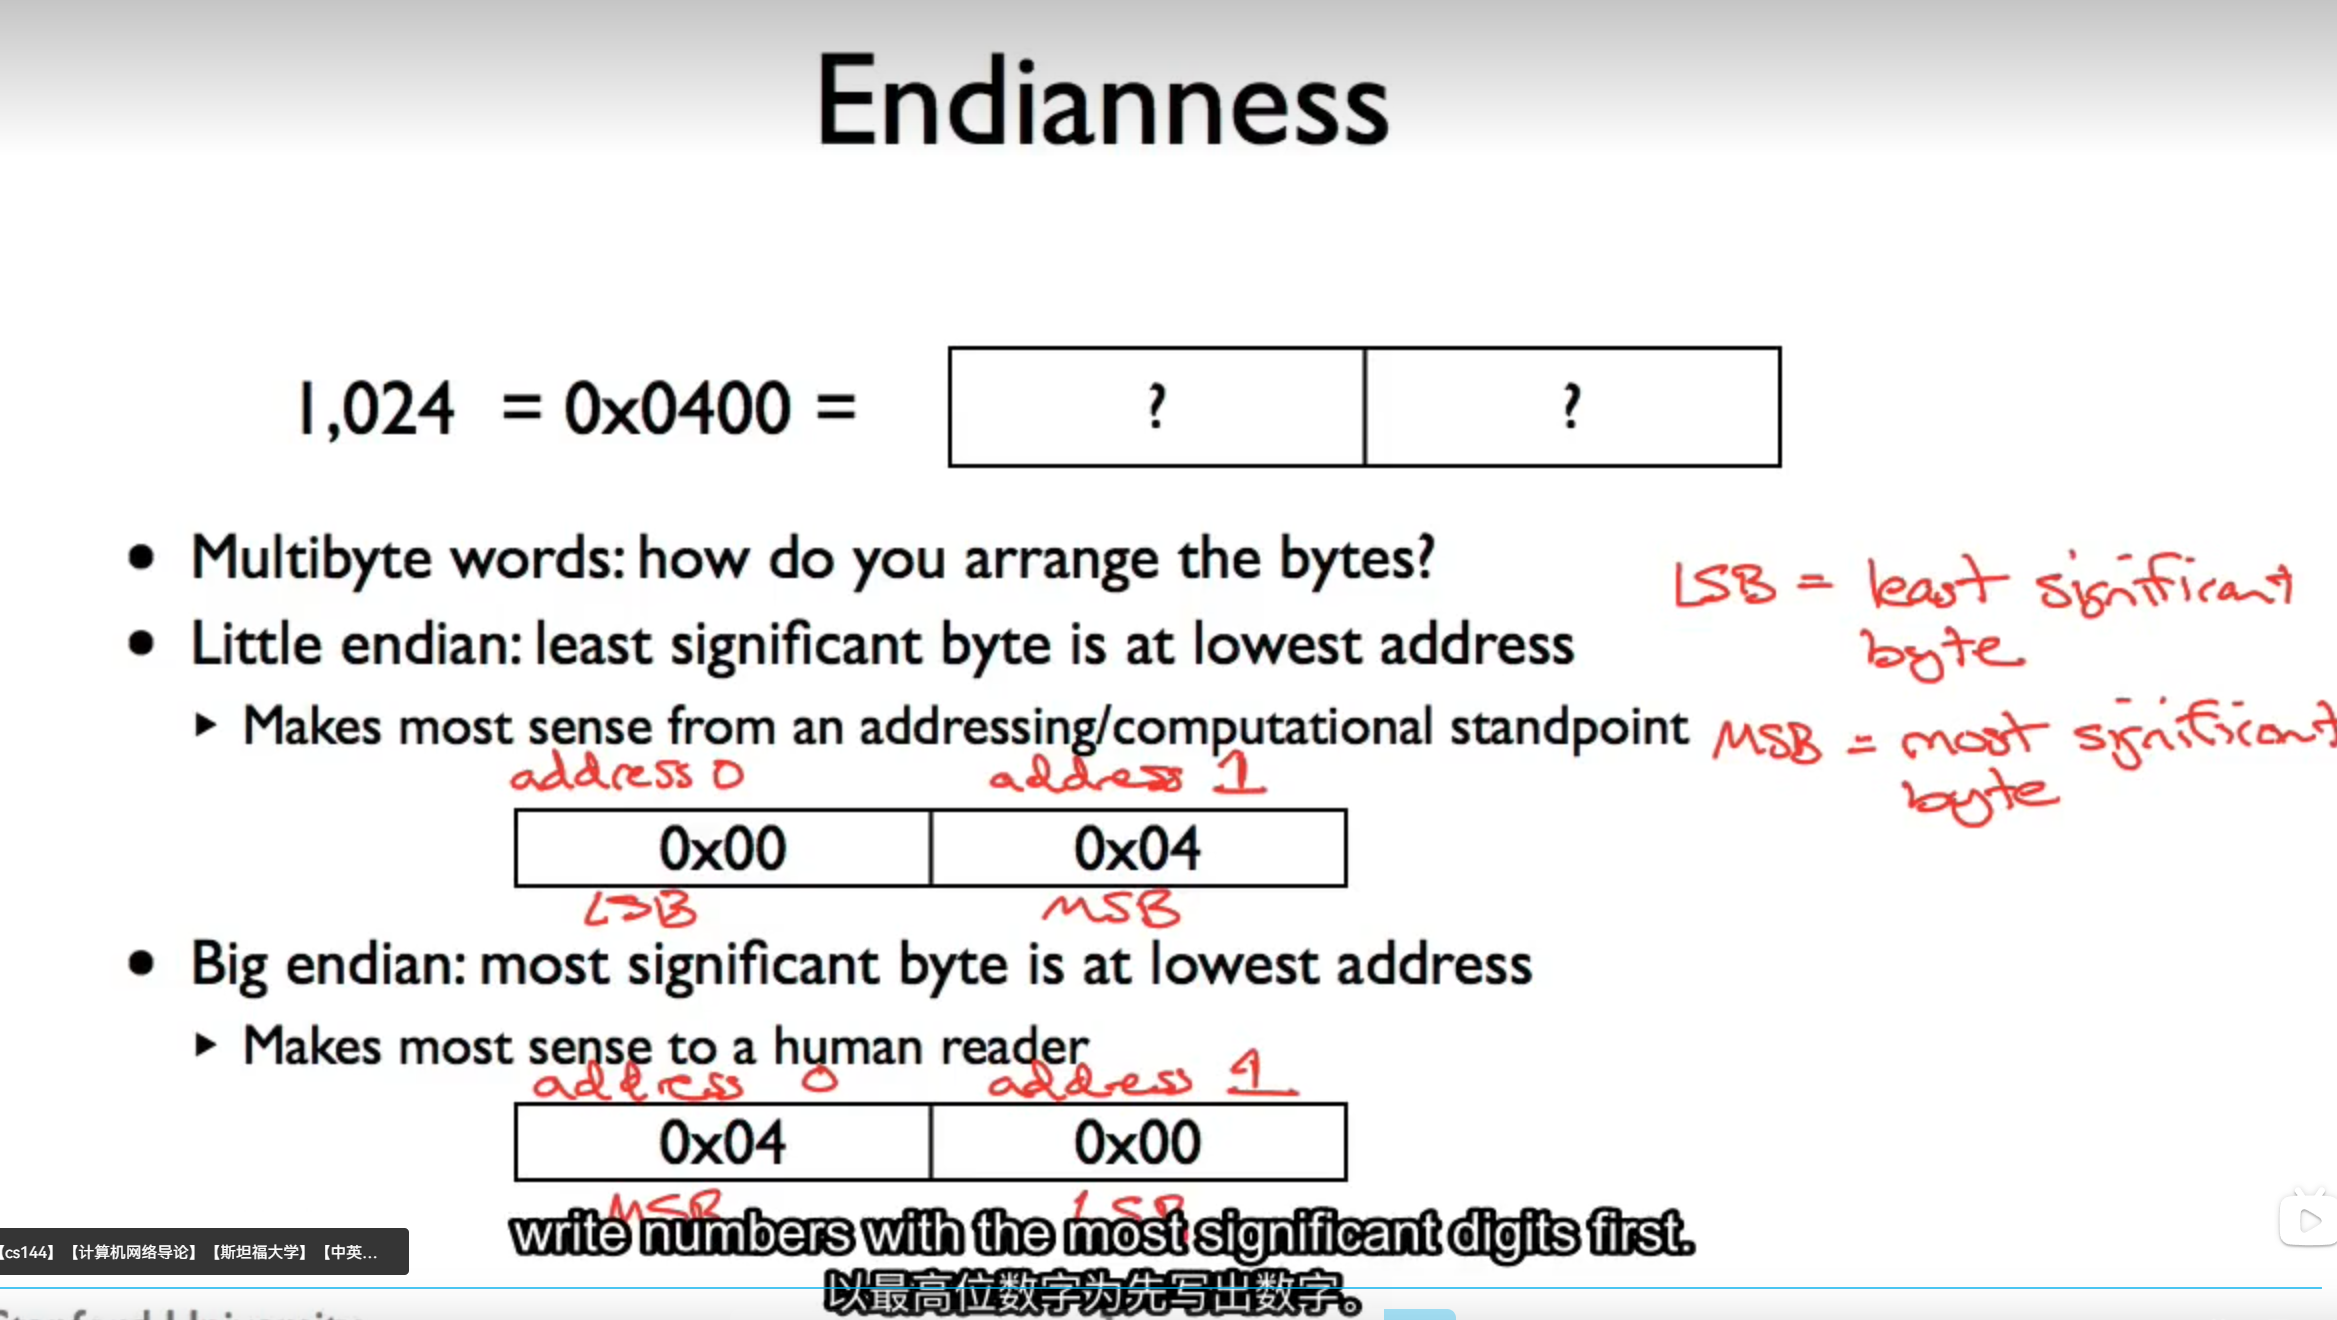 Endianness
1,024 = 0x0400 =
? ?
• Multibyte words: how do you arrange the bytes?
LSB = least significant
byte
• Little endian: least significant byte is at lowest address
▶ Makes most sense from an addressing/computational standpoint
MSB = most significant
byte
address 0 address 1
0x00 0x04
LSB MSB
• Big endian: most significant byte is at lowest address
▶ Makes most sense to a human reader
address 0 address 1
0x04 0x00
MSB LSB
write numbers with the most significant digits first.
【cs144】【计算机网络导论】【斯坦福大学】【中英...
以最高位数字为先写出数字。